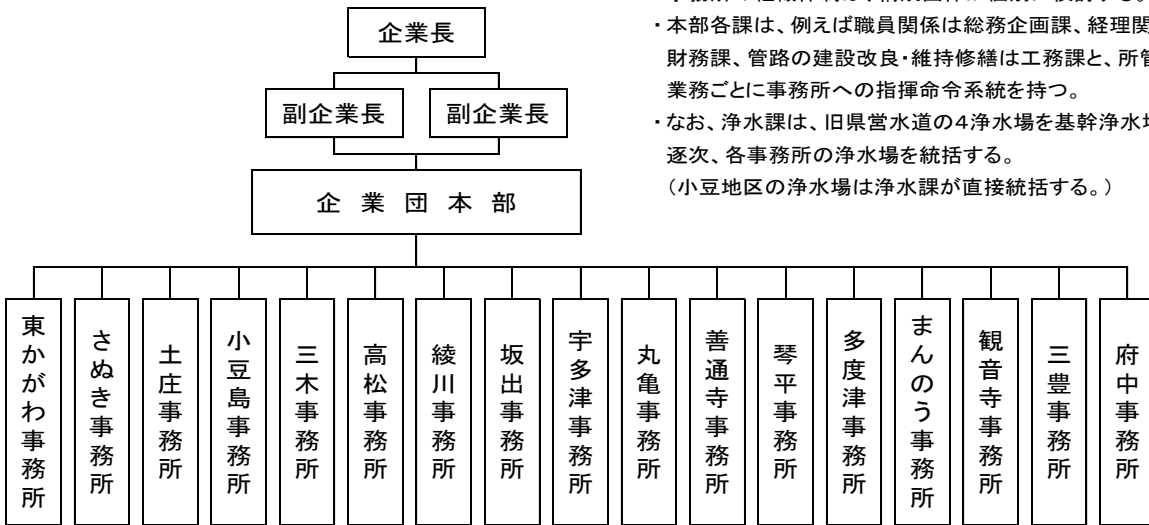 ・本部各課は、例えば職員関係は総務企画課、経理関
財務課、管路の建設改良・維持修繕は工務課と、所管
業務ごとに事務所への指揮命令系統を持つ。
・なお、浄水課は、旧県営水道の4浄水場を基幹浄水場
逐次、各事務所の浄水場を統括する。
（小豆地区の浄水場は浄水課が直接統括する。）
企業長
副企業長
副企業長
企業団本部
東かがわ事務所
さぬき事務所
土庄事務所
小豆島事務所
三木事務所
高松事務所
綾川事務所
坂出事務所
宇多津事務所
丸亀事務所
善通寺事務所
琴平事務所
多度津事務所
まんのう事務所
観音寺事務所
三豊事務所
府中事務所